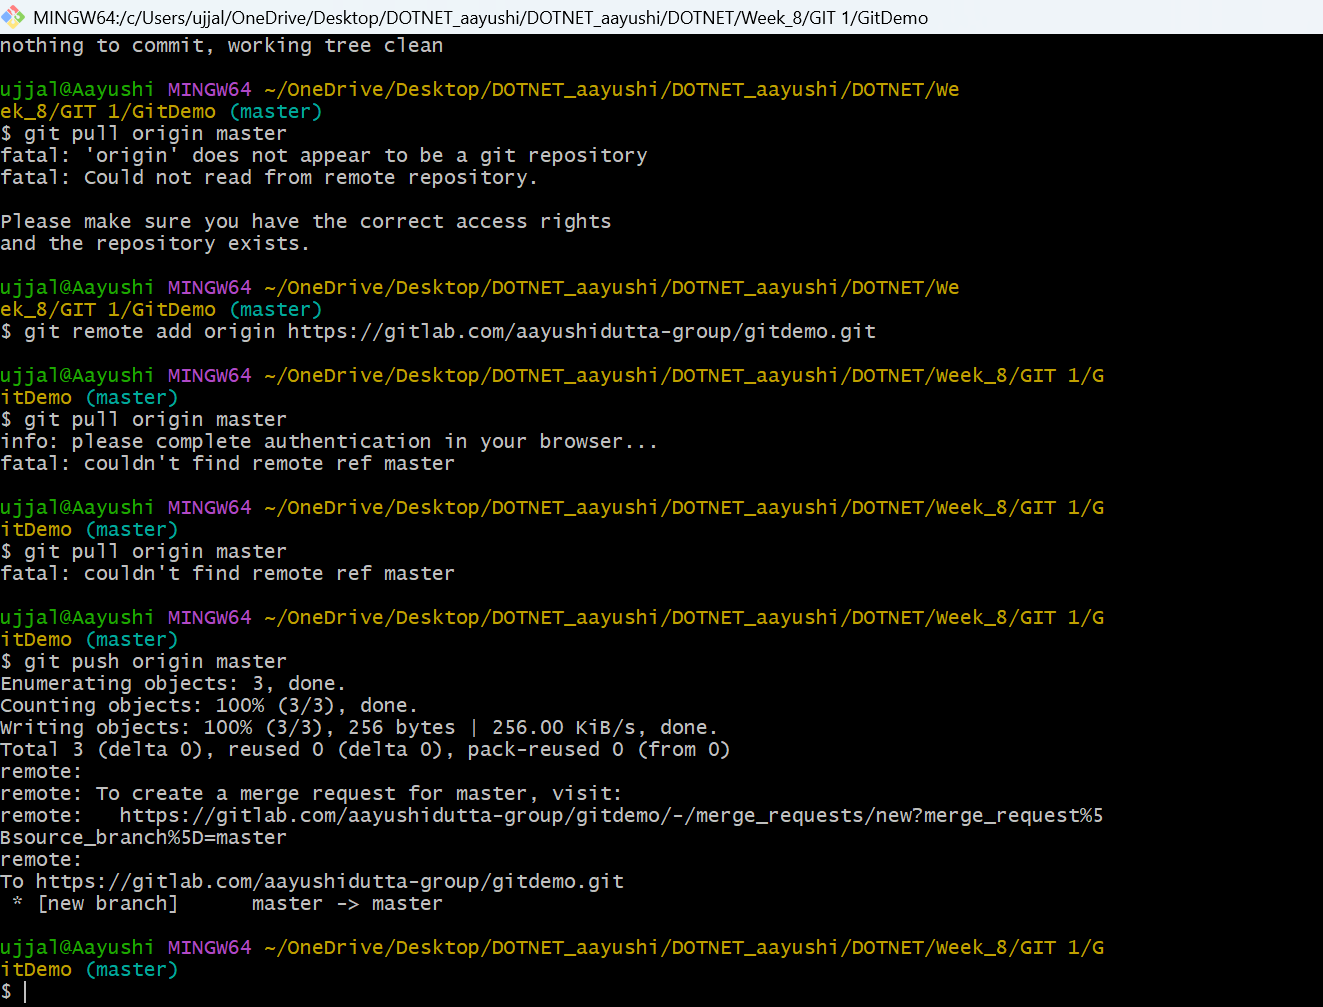 MINGW64:/c/Users/ujjal/OneDrive/Desktop/DOTNET_aayushi/DOTNET_aayushi/DOTNET/Week_8/GIT 1/GitDemo
nothing to commit, working tree clean
ujjal@Aayushi MINGW64 ~/OneDrive/Desktop/DOTNET_aayushi/DOTNET_aayushi/DOTNET/We
ek_8/GIT 1/GitDemo (master)
$ git pull origin master
fatal: 'origin' does not appear to be a git repository
fatal: Could not read from remote repository.
Please make sure you have the correct access rights
and the repository exists.
ujjal@Aayushi MINGW64 ~/OneDrive/Desktop/DOTNET_aayushi/DOTNET_aayushi/DOTNET/We
ek_8/GIT 1/GitDemo (master)
$ git remote add origin https://gitlab.com/aayushidutta-group/gitdemo.git
ujjal@Aayushi MINGW64 ~/OneDrive/Desktop/DOTNET_aayushi/DOTNET_aayushi/DOTNET/Week_8/GIT 1/G
itDemo (master)
$ git pull origin master
info: please complete authentication in your browser...
fatal: couldn't find remote ref master
ujjal@Aayushi MINGW64 ~/OneDrive/Desktop/DOTNET_aayushi/DOTNET_aayushi/DOTNET/Week_8/GIT 1/G
itDemo (master)
$ git pull origin master
fatal: couldn't find remote ref master
ujjal@Aayushi MINGW64 ~/OneDrive/Desktop/DOTNET_aayushi/DOTNET_aayushi/DOTNET/Week_8/GIT 1/G
itDemo (master)
$ git push origin master
Enumerating objects: 3, done.
Counting objects: 100% (3/3), done.
Writing objects: 100% (3/3), 256 bytes | 256.00 KiB/s, done.
Total 3 (delta 0), reused 0 (delta 0), pack-reused 0 (from 0)
remote:
remote: To create a merge request for master, visit:
remote:   https://gitlab.com/aayushidutta-group/gitdemo/-/merge_requests/new?merge_request%5
Bsource_branch%5D=master
remote:
To https://gitlab.com/aayushidutta-group/gitdemo.git
 * [new branch]      master -> master
ujjal@Aayushi MINGW64 ~/OneDrive/Desktop/DOTNET_aayushi/DOTNET_aayushi/DOTNET/Week_8/GIT 1/G
itDemo (master)
$